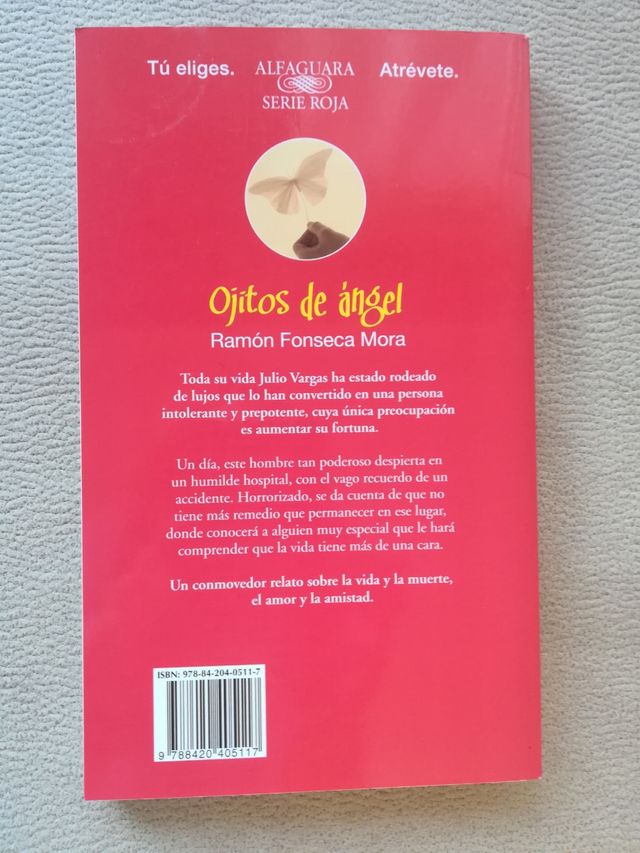 Tú eliges. ALFAGUARA Atrévete.
SERIE ROJA
Ojitos de ángel
Ramón Fonseca Mora
Toda su vida Julio Vargas ha estado rodeado
de lujos que lo han convertido en una persona
intolerante y prepotente, cuya única preocupación
es aumentar su fortuna.
Un día, este hombre tan poderoso despierta en
un humilde hospital, con el vago recuerdo de un
accidente. Horrorizado, se da cuenta de que no
tiene más remedio que permanecer en ese lugar,
donde conocerá a alguien muy especial que le hará
comprender que la vida tiene más de una cara.
Un conmovedor relato sobre la vida y la muerte,
el amor y la amistad.
ISBN: 978-84-204-0511-7
9 788420 405117